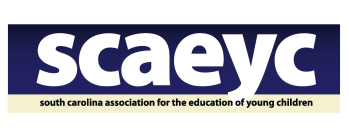 scaeyc
south carolina association for the education of young children